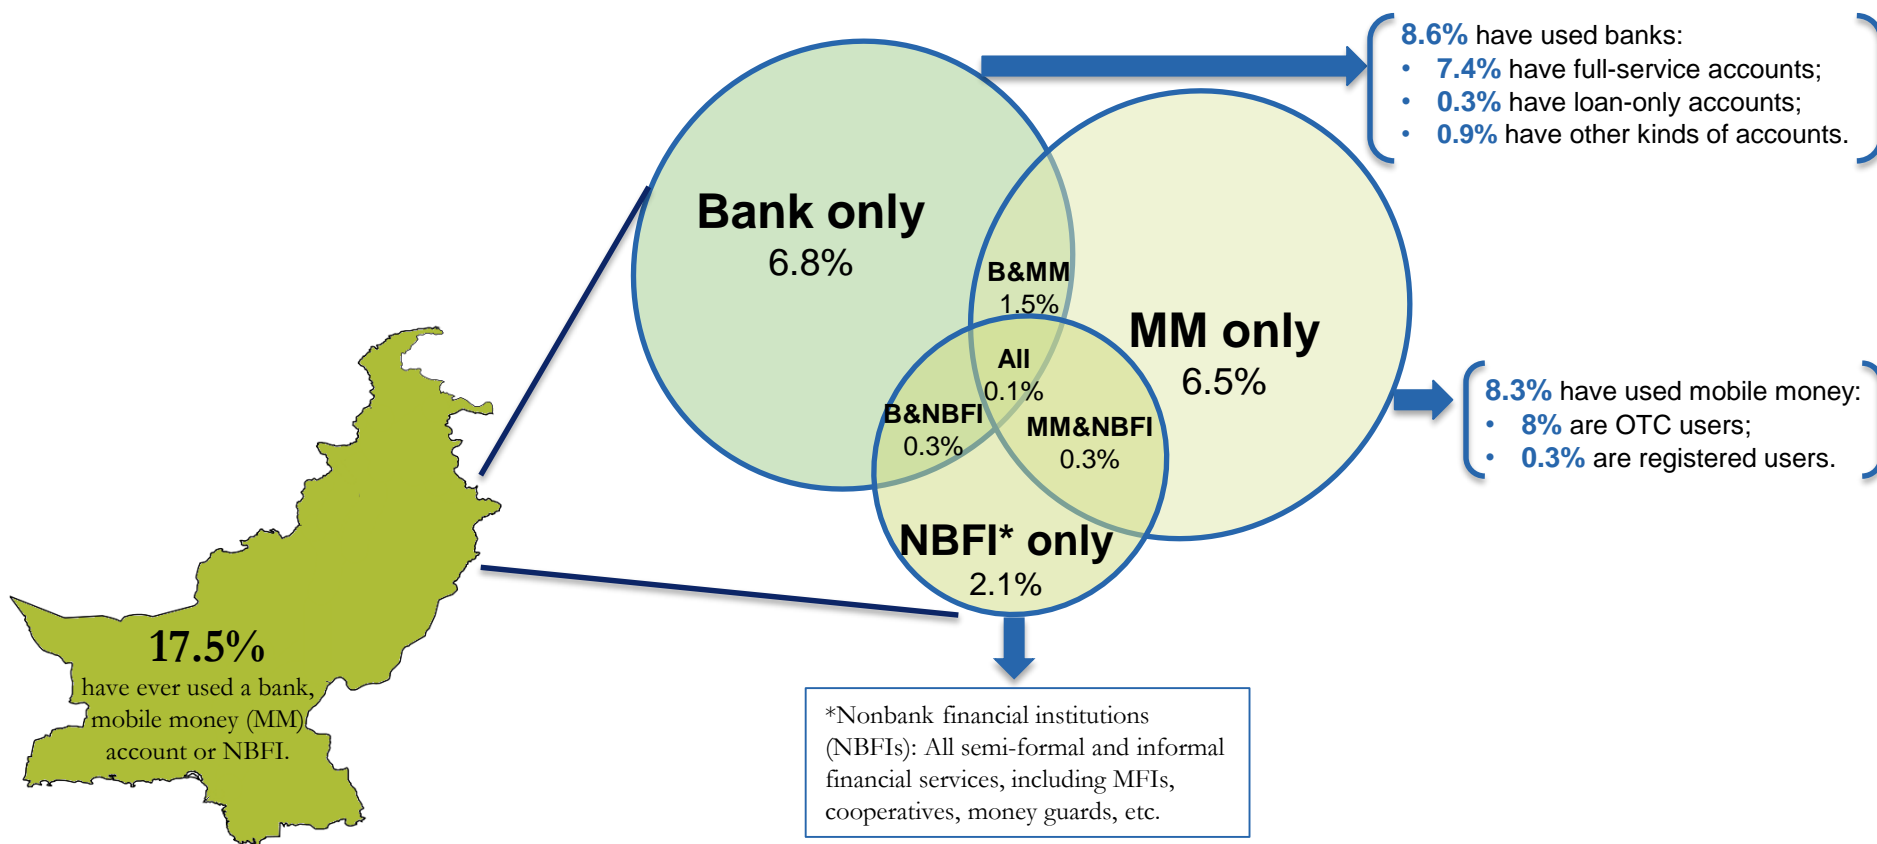 8.6% have used banks:
• 7.4% have full-service accounts;
• 0.3% have loan-only accounts;
• 0.9% have other kinds of accounts.
Bank only
6.8%
B&MM
1.5%
MM only
6.5%
All
0.1%
B&NBFI
0.3%
MM&NBFI
0.3%
8.3% have used mobile money:
• 8% are OTC users;
• 0.3% are registered users.
NBFI* only
2.1%
17.5%
have ever used a bank,
mobile money (MM)
account or NBFI.
*Nonbank financial institutions
(NBFIs): All semi-formal and informal
financial services, including MFIs,
cooperatives, money guards, etc.